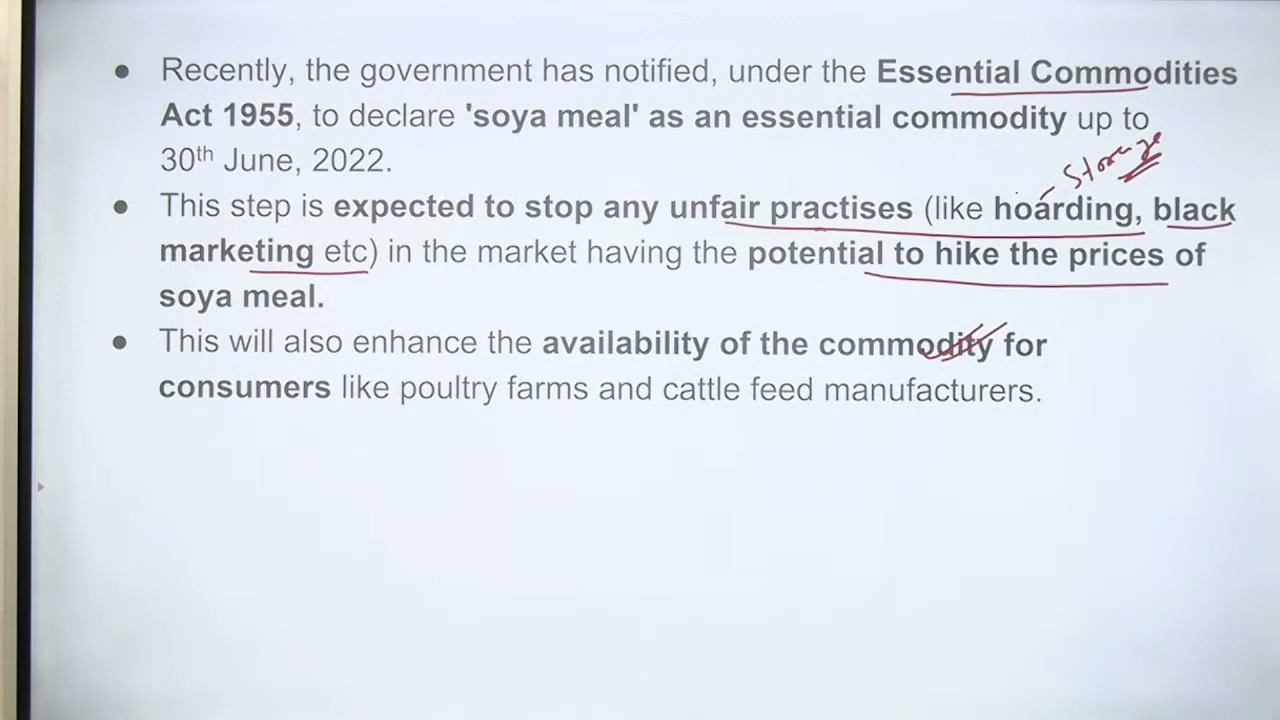 ● Recently, the government has notified, under the Essential Commodities
Act 1955, to declare 'soya meal' as an essential commodity up to
30th June, 2022.
Storage
● This step is expected to stop any unfair practises (like hoarding, black
marketing etc) in the market having the potential to hike the prices of
soya meal.
● This will also enhance the availability of the commodity for
consumers like poultry farms and cattle feed manufacturers.